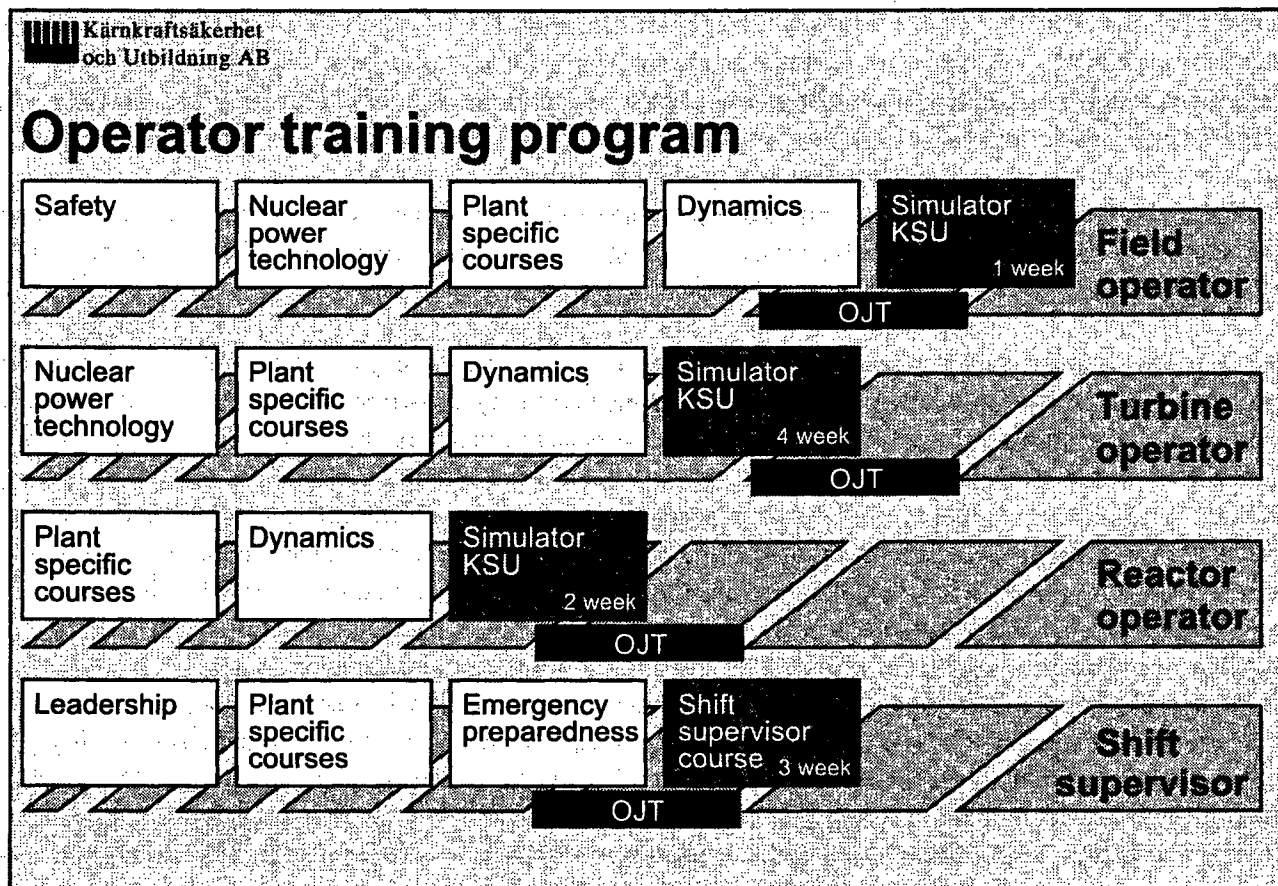 Kärnkraftsäkerhet
och Utbildning AB
Operator training program
Safety
Nuclear
power
technology
Plant
specific
courses
Dynamics
Simulator
KSU
1 week
OJT
Field
operator
Nuclear
power
technology
Plant
specific
courses
Dynamics
Simulator
KSU
4 week
OJT
Turbine
operator
Plant
specific
courses
Dynamics
Simulator
KSU
2 week
OJT
Reactor
operator
Leadership
Plant
specific
courses
Emergency
preparedness
Shift
supervisor
course 3 week
OJT
Shift
supervisor